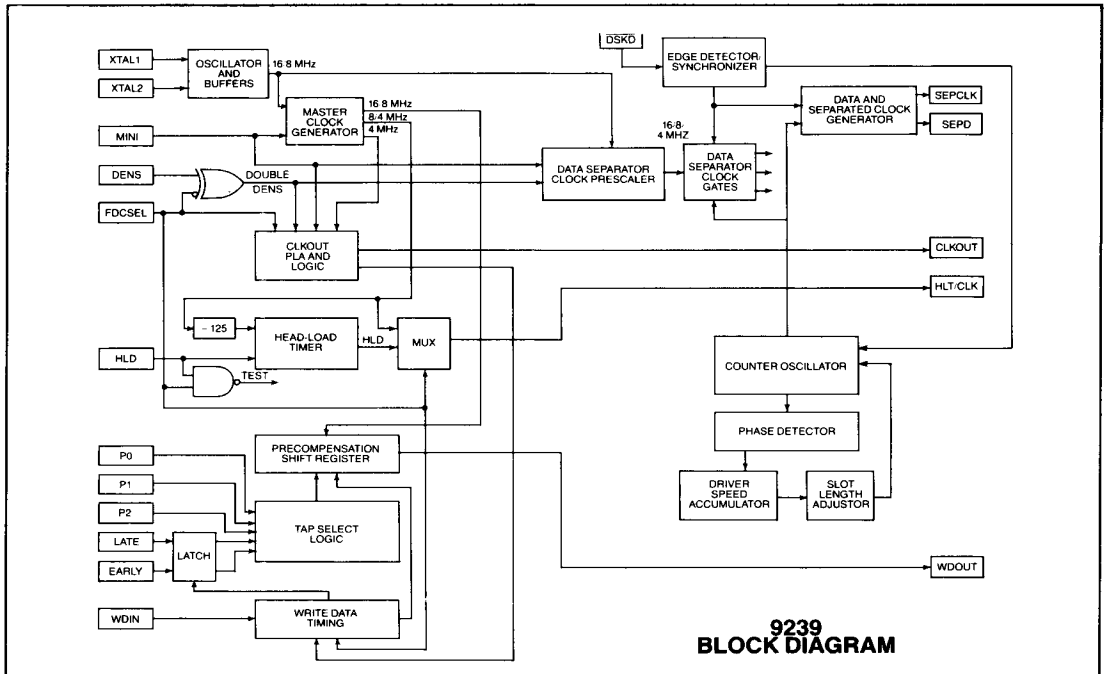 XTAL1
XTAL2
OSCILLATOR
AND
BUFFERS
16 8 MHz
MASTER
CLOCK
GENERATOR
16 8 MHz
8/4 MHz
4 MHz
MINI
DENS
FDCSEL
DOUBLE
DENS
CLKOUT
PLA AND
LOGIC
DSKD
EDGE DETECTOR/
SYNCHRONIZER
DATA AND
SEPARATED CLOCK
GENERATOR
SEPCLK
SEPD
DATA SEPARATOR
CLOCK PRESCALER
16/8/
4 MHZ
DATA
SEPARATOR
CLOCK
GATES
CLKOUT
HLT/CLK
- 125
HEAD-LOAD
TIMER
HLD
MUX
HLD
TEST
COUNTER OSCILLATOR
PHASE DETECTOR
DRIVER
SPEED
ACCUMULATOR
SLOT
LENGTH
ADJUSTOR
P0
P1
P2
LATE
EARLY
LATCH
WDIN
PRECOMPENSATION
SHIFT REGISTER
TAP SELECT
LOGIC
WRITE DATA
TIMING
WDOUT
9239
BLOCK DIAGRAM